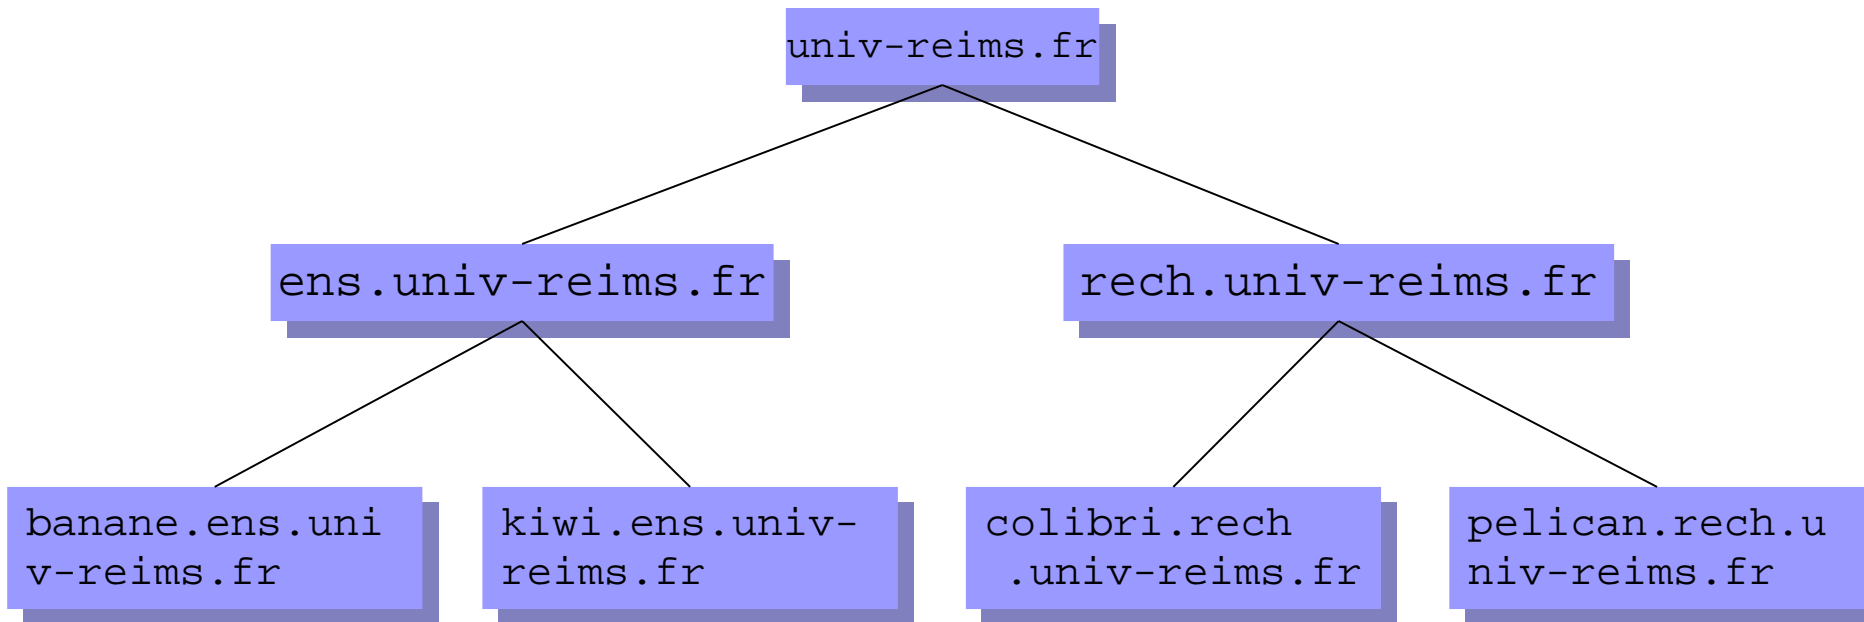 univ-reims.fr
ens.univ-reims.fr
rech.univ-reims.fr
banane.ens.uni
v-reims.fr
kiwi.ens.univ-
reims.fr
colibri.rech
.univ-reims.fr
pelican.rech.u
niv-reims.fr